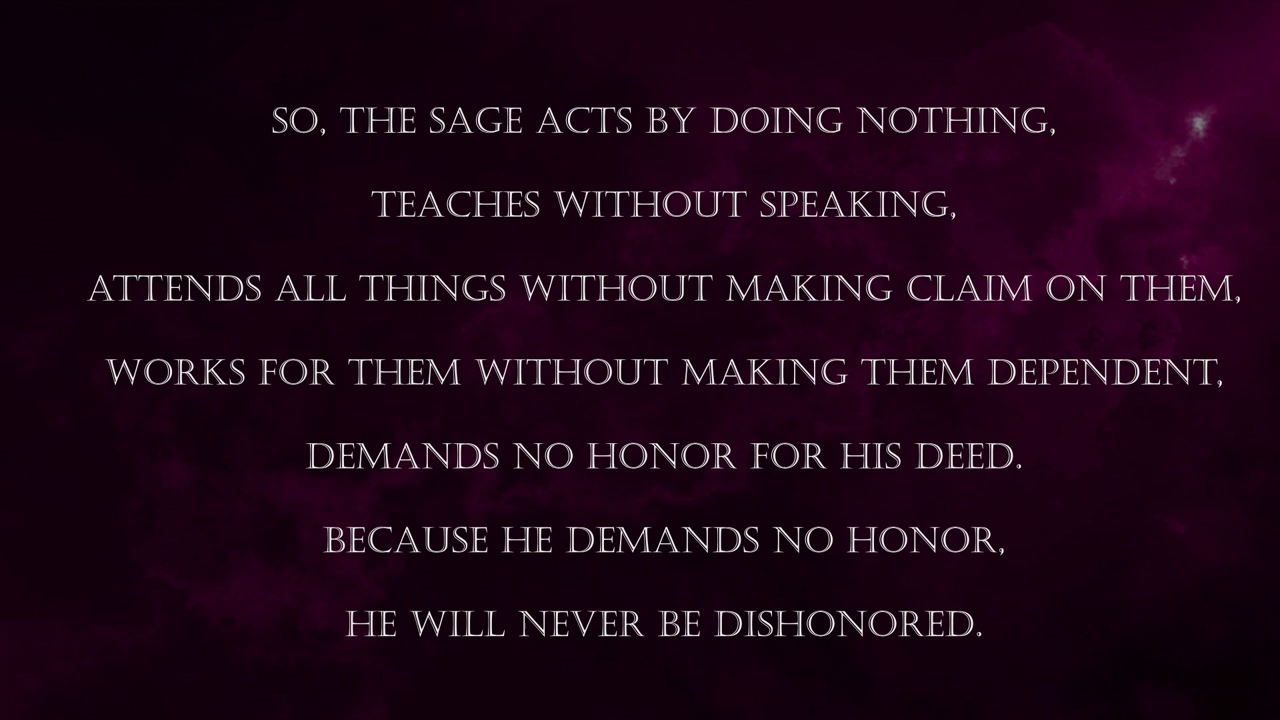 SO, THE SAGE ACTS BY DOING NOTHING,
TEACHES WITHOUT SPEAKING,
ATTENDS ALL THINGS WITHOUT MAKING CLAIM ON THEM,
WORKS FOR THEM WITHOUT MAKING THEM DEPENDENT,
DEMANDS NO HONOR FOR HIS DEED.
BECAUSE HE DEMANDS NO HONOR,
HE WILL NEVER BE DISHONORED.